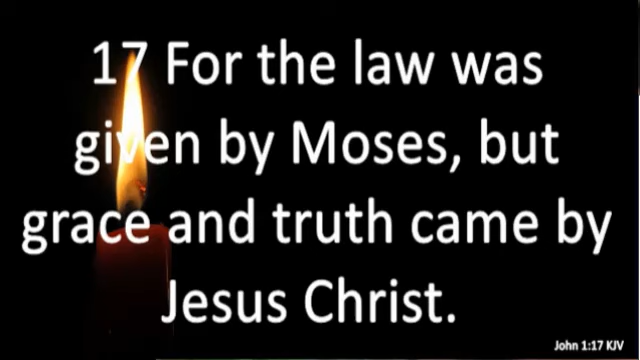 17 For the law was
given by Moses, but
grace and truth came by
Jesus Christ.
John 1:17 KJV